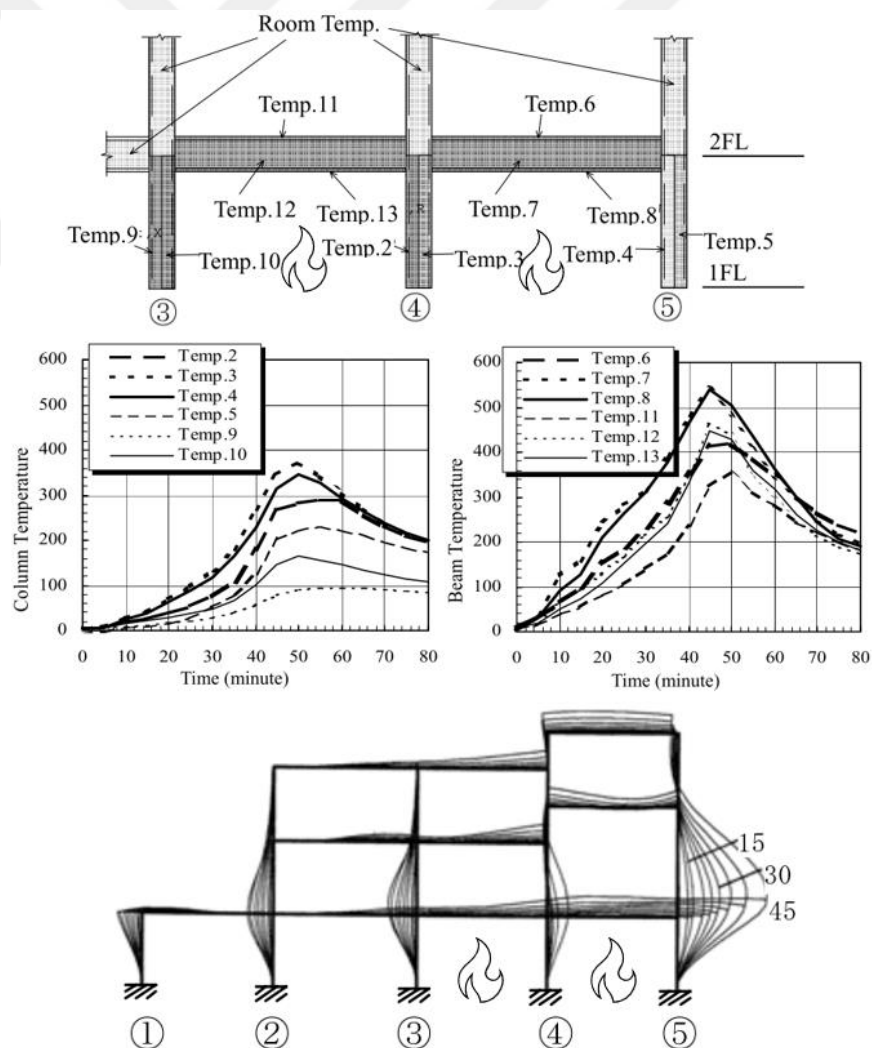 Room Temp.
Temp.11
Temp.6
2FL
Temp.12
Temp.13
Temp.7
Temp.8
Temp.9
Temp.10
Temp.2
Temp.3
Temp.4
Temp.5
1FL
③
④
⑤
Column Temperature
600
500
400
300
200
100
0
Temp.2
Temp.3
Temp.4
Temp.5
Temp.9
Temp.10
0 10 20 30 40 50 60 70 80
Time (minute)
Beam Temperature
600
500
400
300
200
100
0
Temp.6
Temp.7
Temp.8
Temp.11
Temp.12
Temp.13
0 10 20 30 40 50 60 70 80
Time (minute)
15
30
45
① ② ③ ④ ⑤